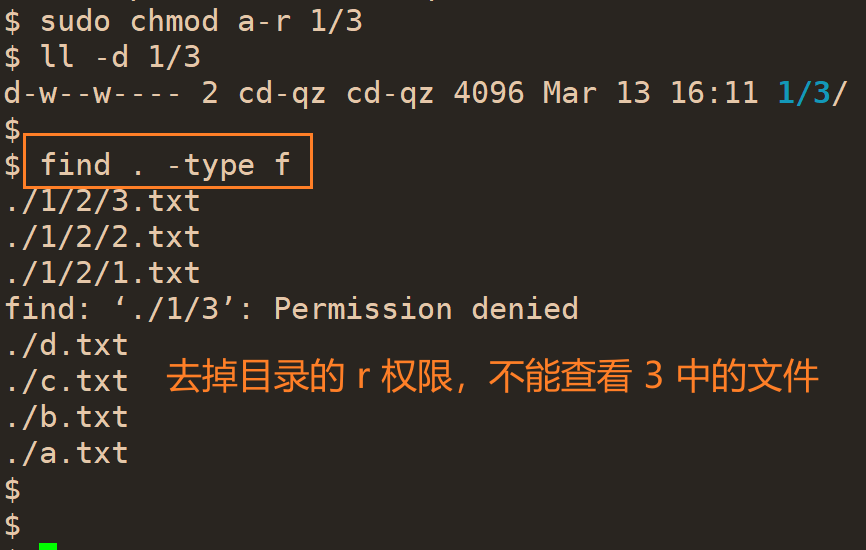 $ sudo chmod a-r 1/3
$ ll -d 1/3
d-w--w---- 2 cd-qz cd-qz 4096 Mar 13 16:11 1/3/
$
$ find . -type f
./1/2/3.txt
./1/2/2.txt
./1/2/1.txt
find: ‘./1/3’: Permission denied
./d.txt
./c.txt 去掉目录的 r 权限，不能查看 3 中的文件
./b.txt
./a.txt
$
$